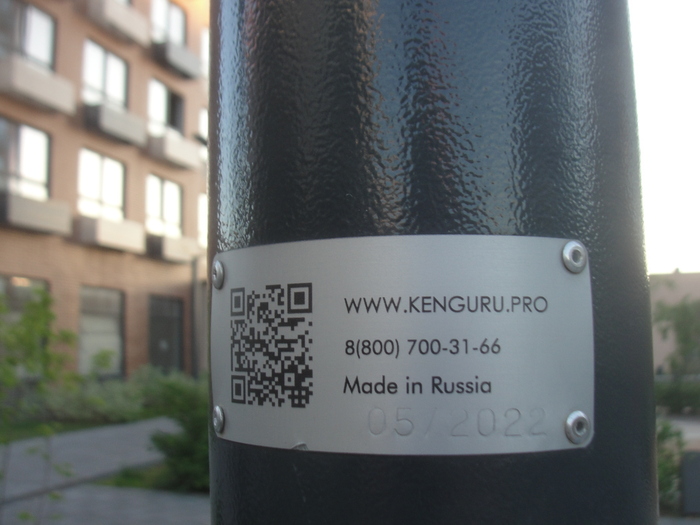 WWW.KENGURU.PRO
8(800) 700-31-66
Made in Russia
05/2022